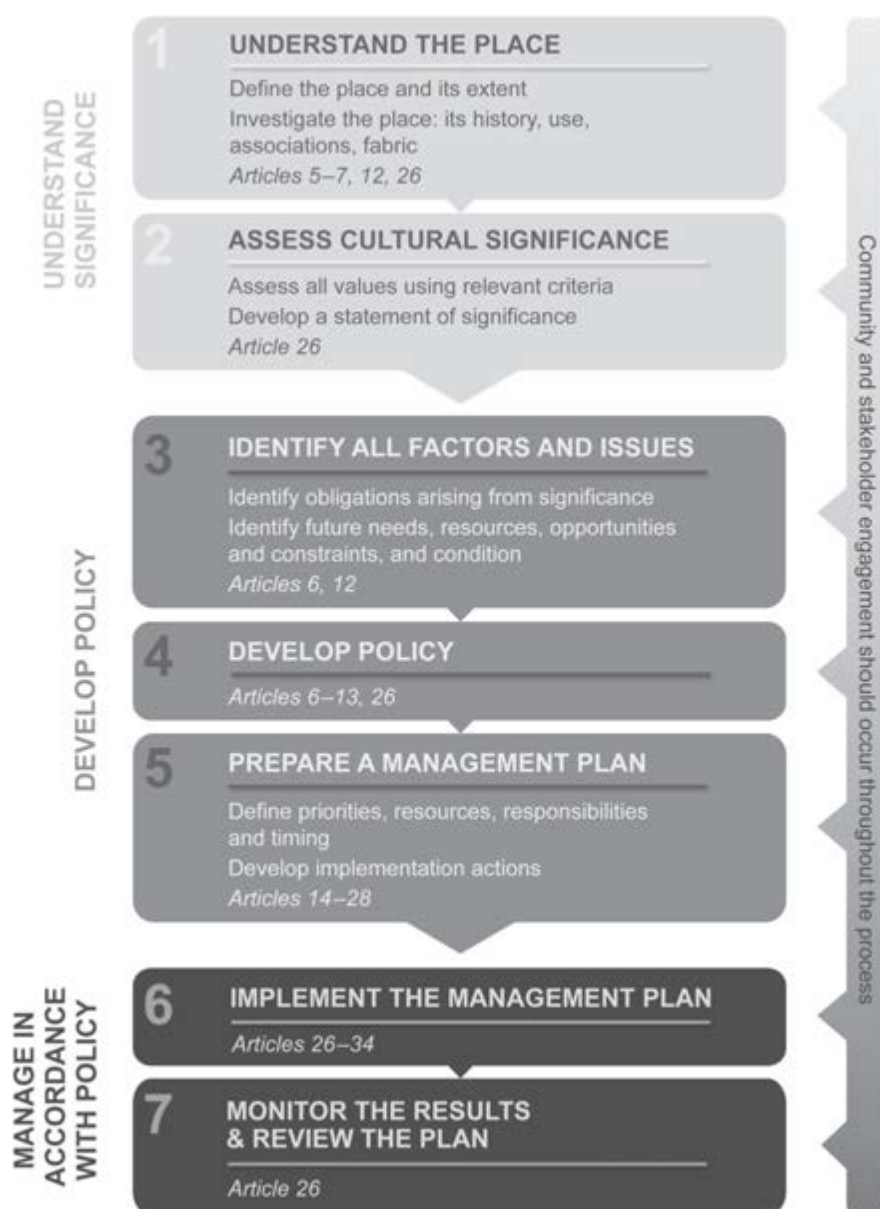 UNDERSTAND
SIGNIFICANCE
1
UNDERSTAND THE PLACE
Define the place and its extent
Investigate the place: its history, use,
associations, fabric
Articles 5–7, 12, 26
2
ASSESS CULTURAL SIGNIFICANCE
Assess all values using relevant criteria
Develop a statement of significance
Article 26
DEVELOP POLICY
3
IDENTIFY ALL FACTORS AND ISSUES
Identify obligations arising from significance
Identify future needs, resources, opportunities
and constraints, and condition
Articles 6, 12
4
DEVELOP POLICY
Articles 6–13, 26
5
PREPARE A MANAGEMENT PLAN
Define priorities, resources, responsibilities
and timing
Develop implementation actions
Articles 14–28
MANAGE IN
ACCORDANCE
WITH POLICY
6
IMPLEMENT THE MANAGEMENT PLAN
Articles 26–34
7
MONITOR THE RESULTS
& REVIEW THE PLAN
Article 26
Community and stakeholder engagement should occur throughout the process